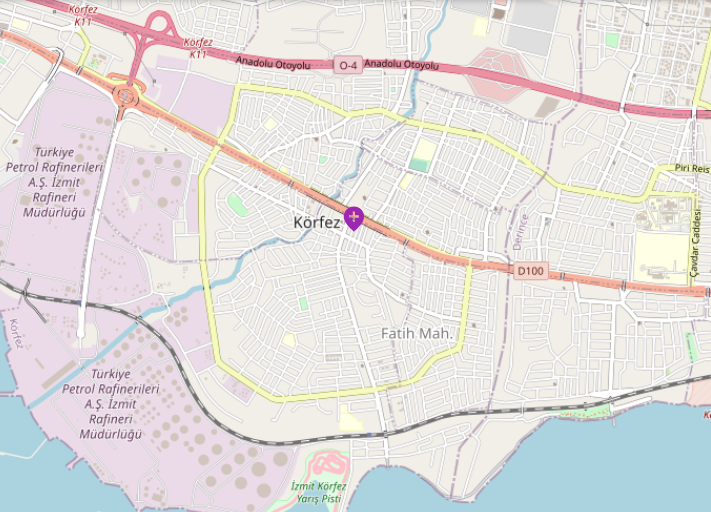 Körfez
K11
Körfez
K11
Anadolu Otoyolu
O-4
Anadolu Otoyolu
Türkiye
Petrol Rafinerileri
A.Ş. İzmit
Rafineri
Müdürlüğü
Piri Reis
Körfez
Derince
Çavdar Caddesi
D100
Körfez
Fatih Mah.
Türkiye
Petrol Rafinerileri
A.Ş. İzmit
Rafineri
Müdürlüğü
İzmit Körfez
Yarış Pisti